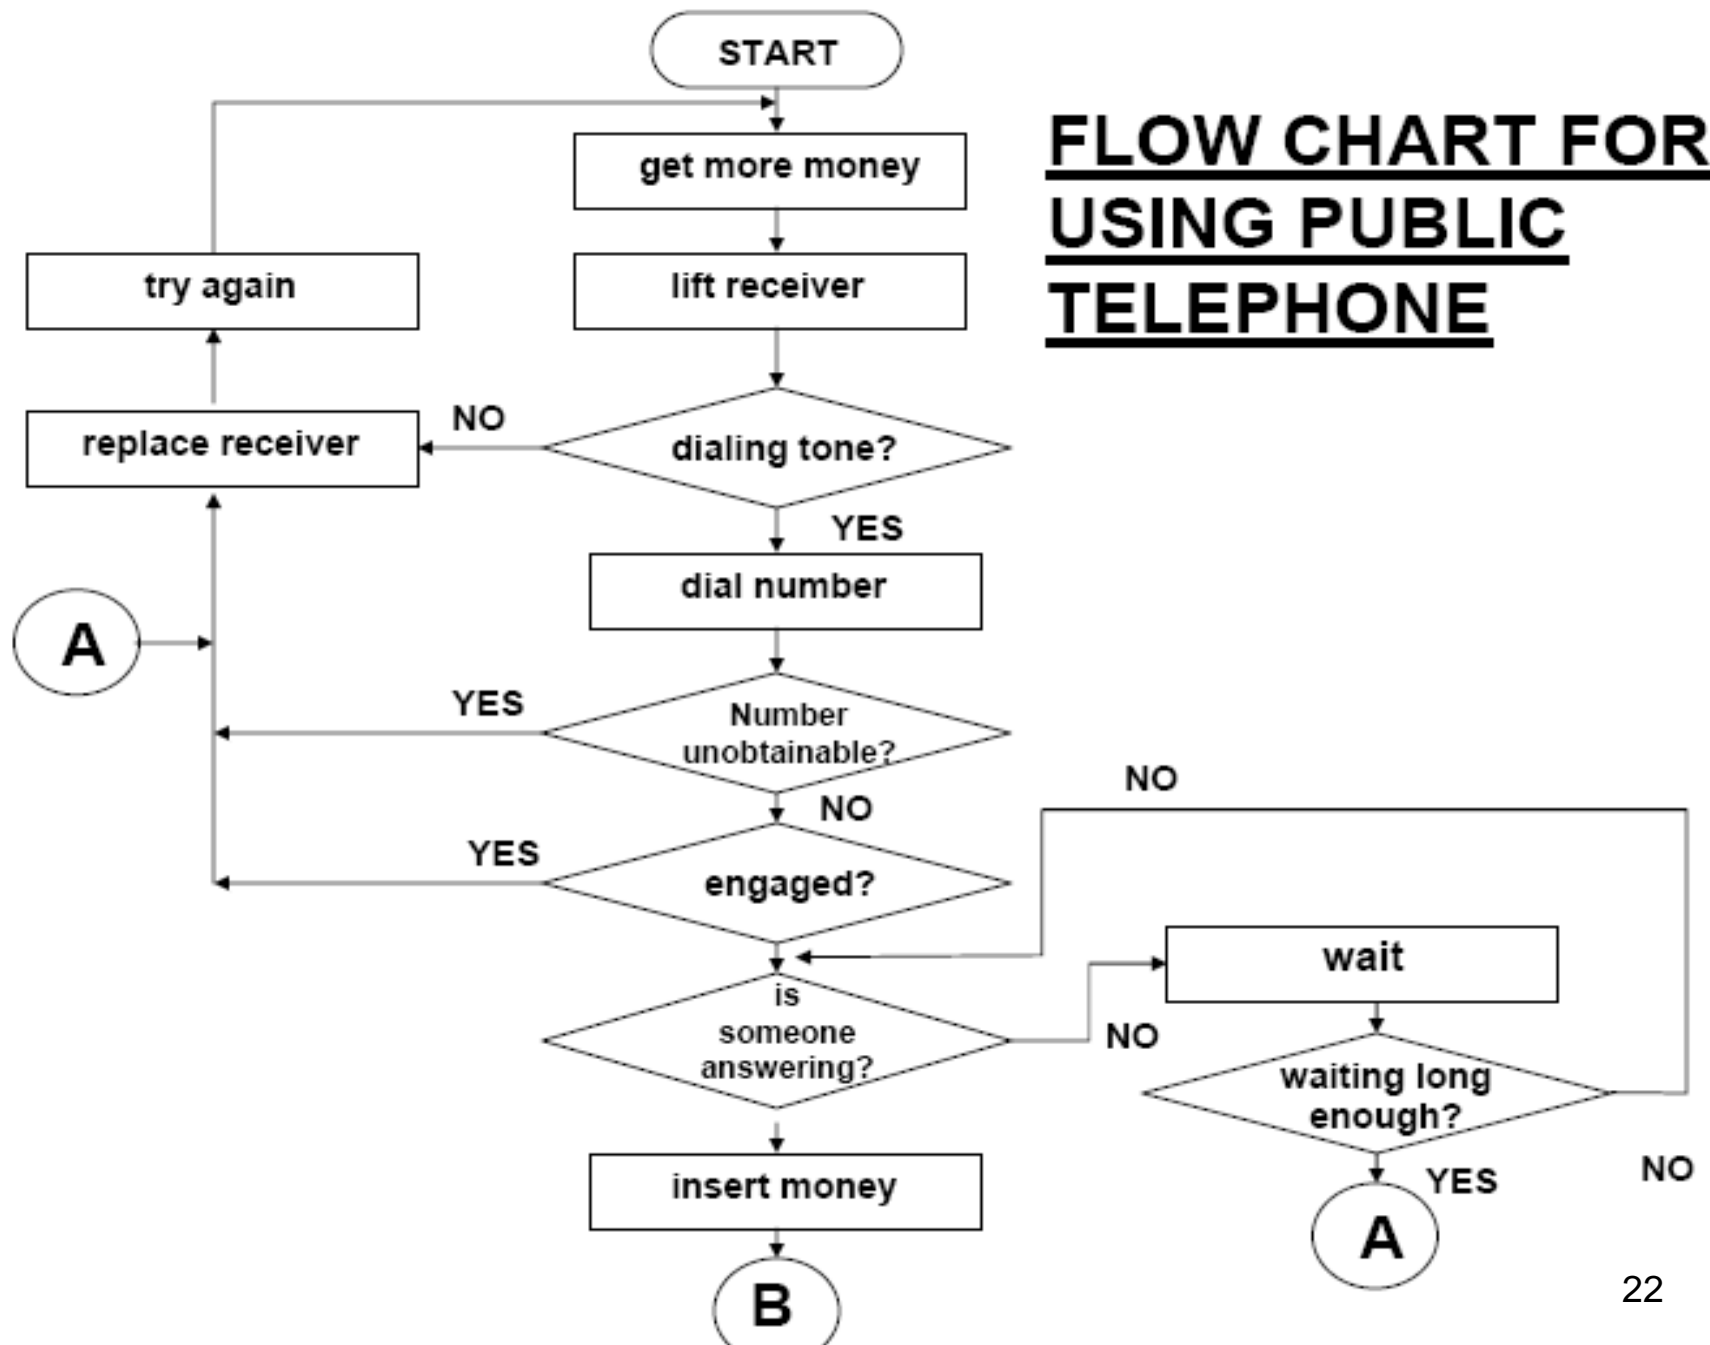 START
FLOW CHART FOR
USING PUBLIC
TELEPHONE
get more money
try again
lift receiver
NO
replace receiver
dialing tone?
YES
dial number
A
YES
Number
unobtainable?
NO
NO
YES
engaged?
wait
is
someone
answering?
NO
waiting long
enough?
insert money
YES
NO
A
B
22